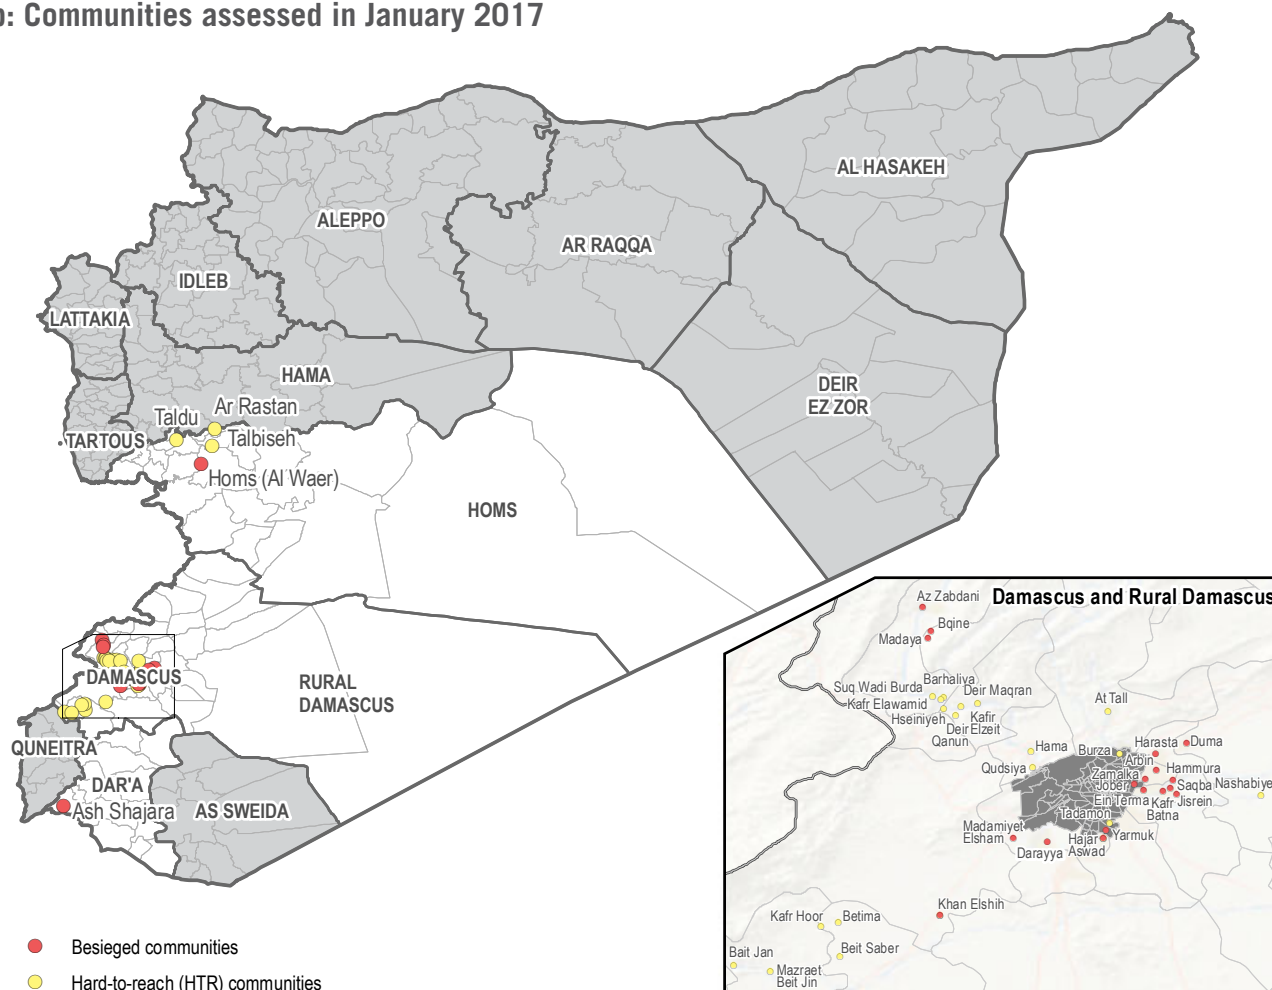 : Communities assessed in January 2017
AL HASAKEH
ALEPPO
AR RAQQA
IDLEB
LATTAKIA
HAMA
DEIR
EZ ZOR
Taldu
Ar Rastan
TARTOUS
Talbiseh
Homs (Al Waer)
HOMS
DAMASCUS
RURAL
DAMASCUS
QUNEITRA
DAR'A
Ash Shajara
AS SWEIDA
Besieged communities
Hard-to-reach (HTR) communities
Damascus and Rural Damascus
Az Zabdani
Bqine
Madaya
Barhaliya
Suq Wadi Burda
Deir Maqran
Kafr Elawamid
At Tall
Hseiniyeh
Kafir
Elzeit
Deir
Qanun
Hama
Burza
Harasta
Duma
Qudsiya
Arbin
Zamalka
Hammura
Jober
Saqba
Nashabiye
Ein Terma
Kafr
Batna
Jisrein
Tadamon
Madamiyet
Elsham
Yarmuk
Darayya
Hajar
Aswad
Khan Elshih
Kafr Hoor
Betima
Beit Saber
Bait Jan
Mazraet
Beit Jin